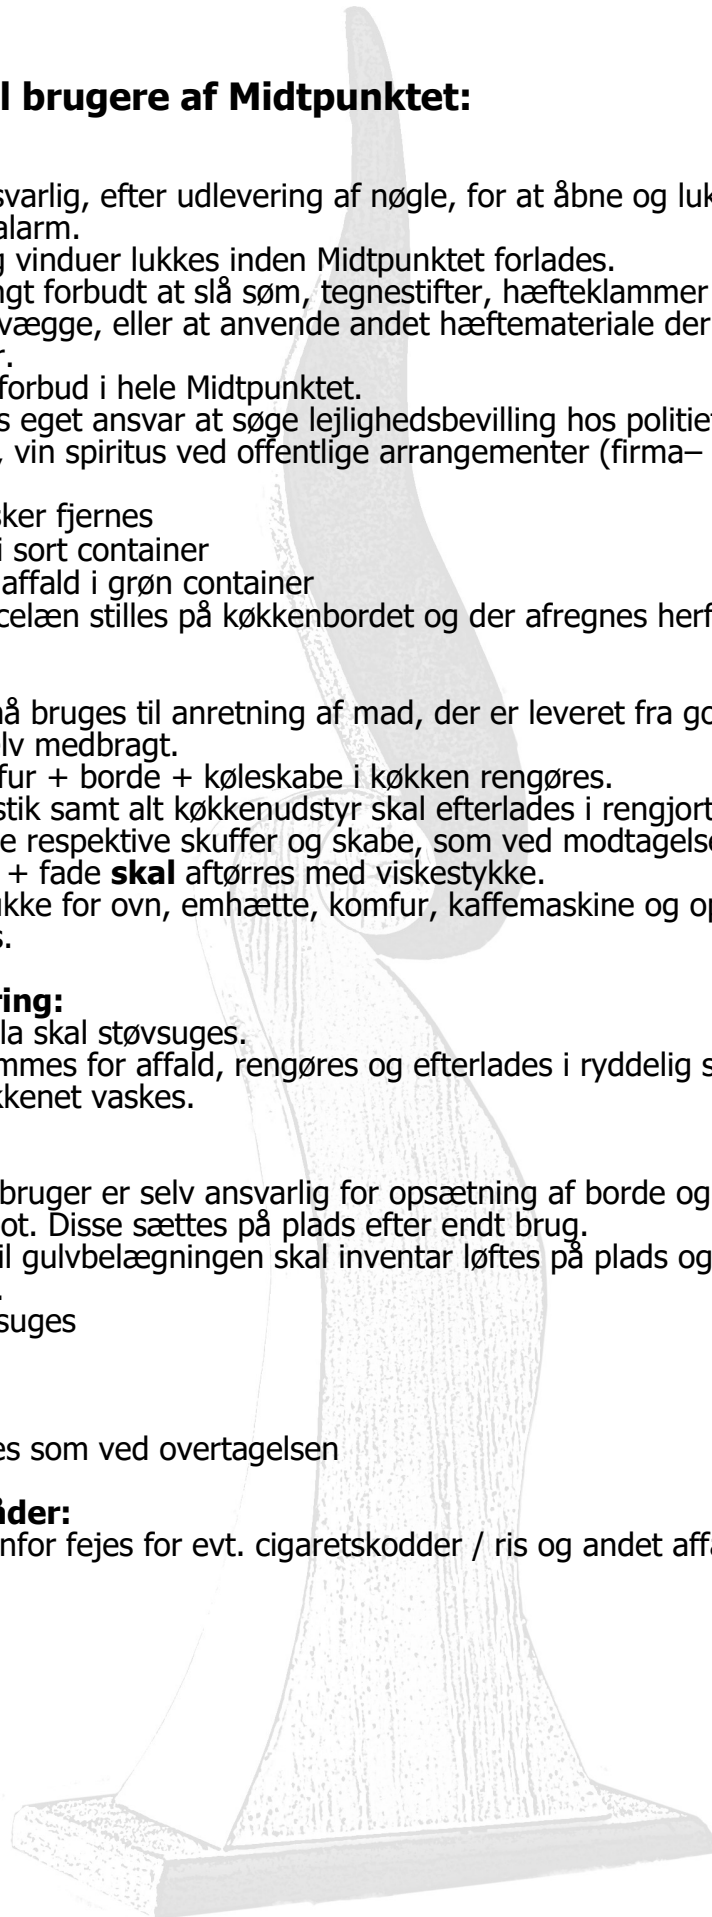 l brugere af Midtpunktet:
svarlig, efter udlevering af nøgle, for at åbne og luk
alarm.
g vinduer lukkes inden Midtpunktet forlades.
ngt forbudt at slå søm, tegnestifter, hæfteklammer
vægge, eller at anvende andet hæftemateriale der
r.
forbud i hele Midtpunktet.
s eget ansvar at søge lejlighedsbevilling hos politiet
, vin spiritus ved offentlige arrangementer (firma–
sker fjernes
i sort container
affald i grøn container
celæn stilles på køkkenbordet og der afregnes herf
nå bruges til anretning af mad, der er leveret fra go
elv medbragt.
fur + borde + køleskabe i køkken rengøres.
stik samt alt køkkenudstyr skal efterlades i rengjort
e respektive skuffer og skabe, som ved modtagelse
+ fade skal aftørres med viskestykke.
ukke for ovn, emhætte, komfur, kaffemaskine og op
s.
ring:
la skal støvsuges.
mmes for affald, rengøres og efterlades i ryddelig s
kkenet vaskes.
bruger er selv ansvarlig for opsætning af borde og
ot. Disse sættes på plads efter endt brug.
til gulvbelægningen skal inventar løftes på plads og
.
suges
es som ved overtagelsen
åder:
nfor fejes for evt. cigaretskodder / ris og andet affa